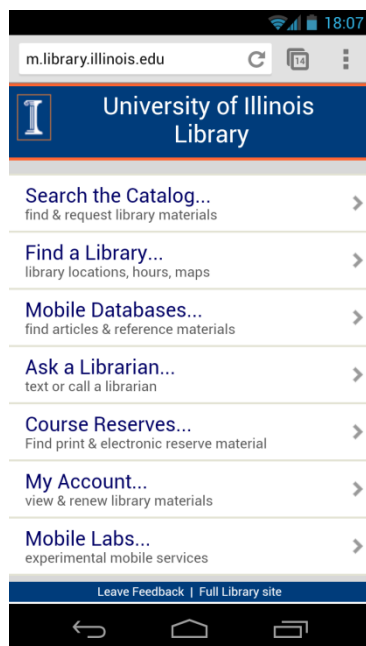 18:07
m.library.illinois.edu
14
I
University of Illinois
Library
Search the Catalog...
find & request library materials
Find a Library...
library locations, hours, maps
Mobile Databases...
find articles & reference materials
Ask a Librarian...
text or call a librarian
Course Reserves...
Find print & electronic reserve material
My Account...
view & renew library materials
Mobile Labs...
experimental mobile services
Leave Feedback | Full Library site